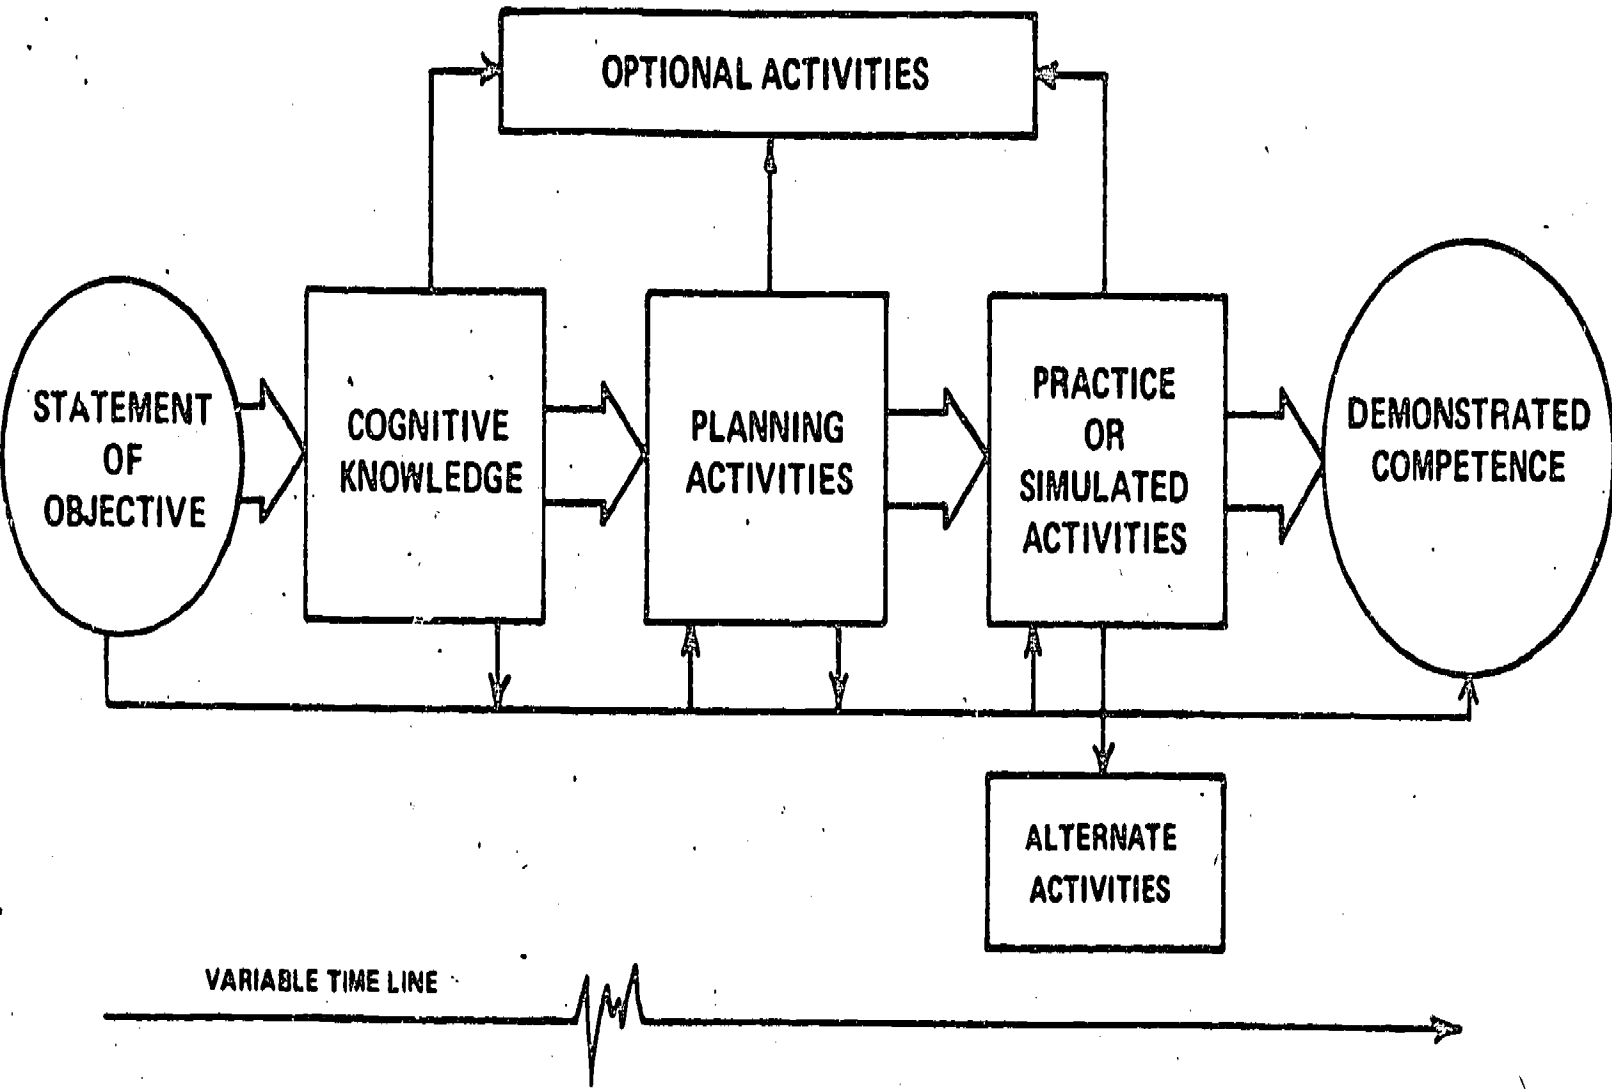 OPTIONAL ACTIVITIES
STATEMENT
OF
OBJECTIVE
COGNITIVE
KNOWLEDGE
PLANNING
ACTIVITIES
PRACTICE
OR
SIMULATED
ACTIVITIES
DEMONSTRATED
COMPETENCE
ALTERNATE
ACTIVITIES
VARIABLE TIME LINE